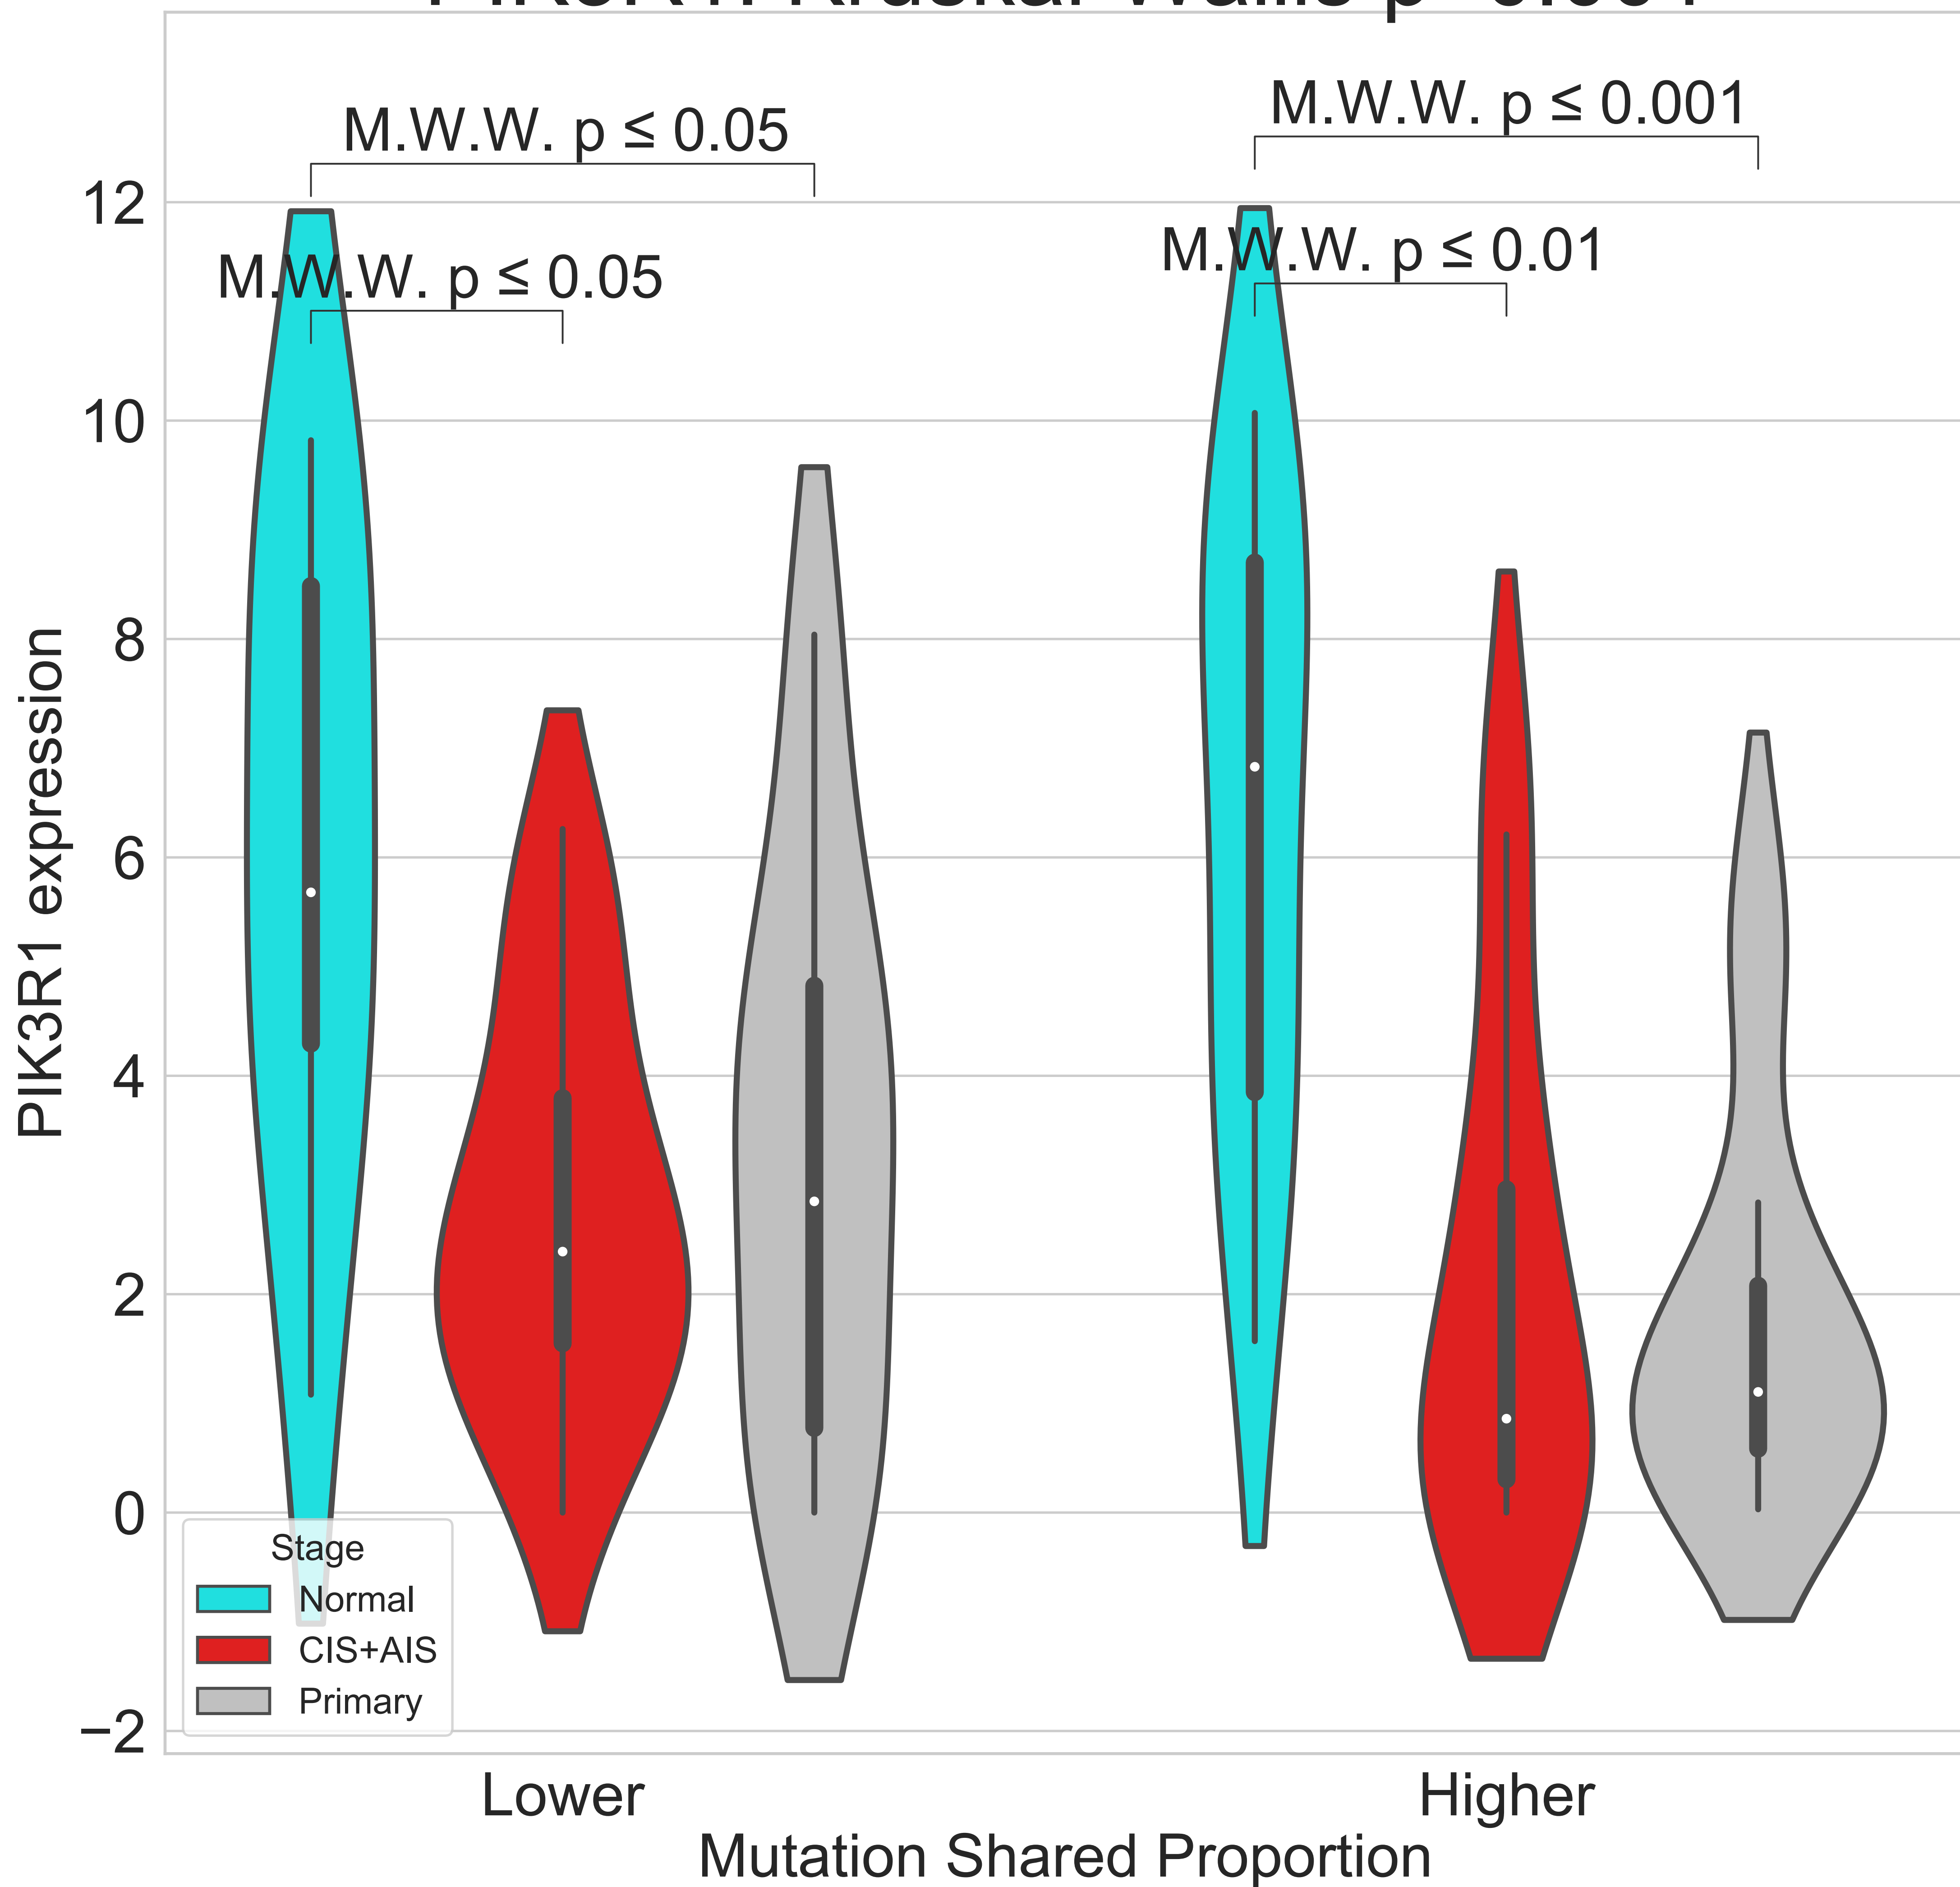 M.W.W. p ≤ 0.05
M.W.W. p ≤ 0.001
M.W.W. p ≤ 0.05
M.W.W. p ≤ 0.01
12
10
8
6
4
2
0
−2
PIK3R1 expression
Stage
Normal
CIS+AIS
Primary
Lower
Higher
Mutation Shared Proportion